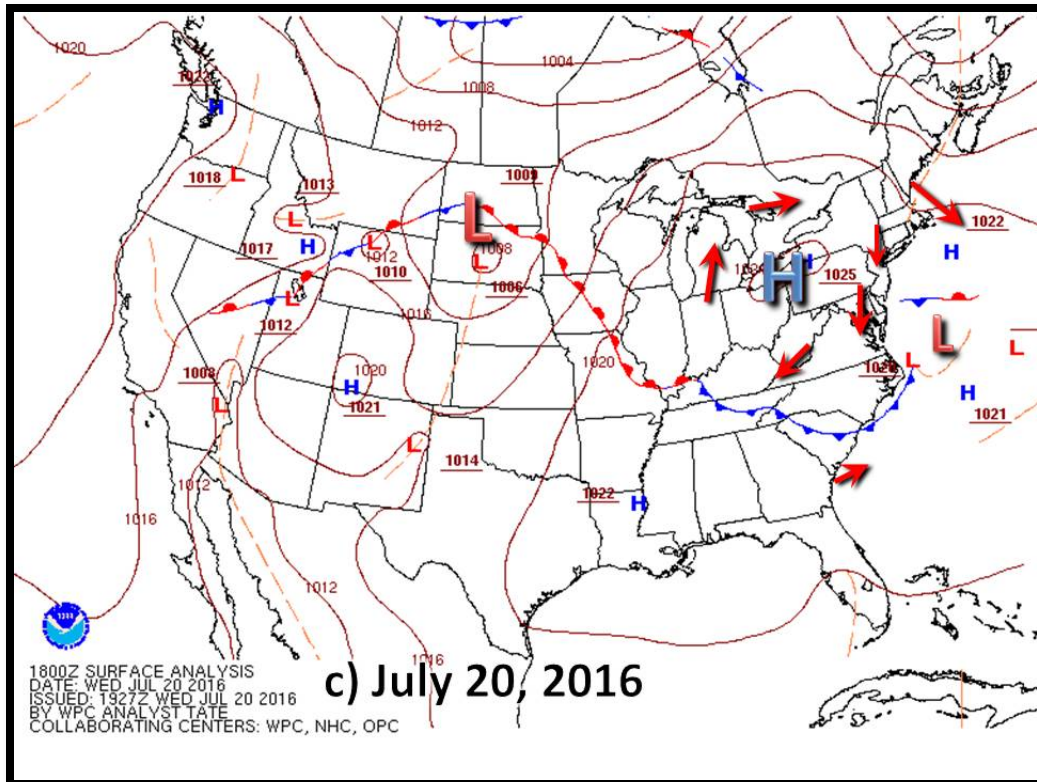 1020
1004
1022
1008
H
1012
1018
L
1013
1009
L
L
1022
1017
H
L
1012
1008
H
H
H
1025
L
1010
1006
L
1012
1016
L
L
1020
1020
L
1008
1020
H
1021
H
1021
L
L
1014
1012
1022
H
1016
1012
1016
1800Z SURFACE ANALYSIS
DATE: WED JUL 20 2016
ISSUED: 1927Z WED JUL 20 2016
BY WPC ANALYST TATE
COLLABORATING CENTERS: WPC, NHC, OPC
c) July 20, 2016